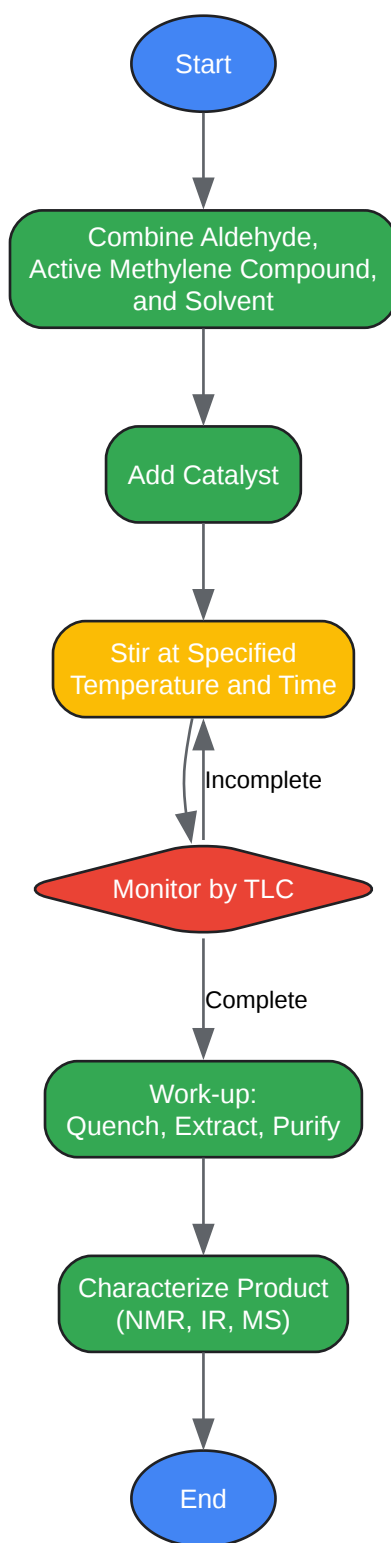 Start
Combine Aldehyde,
Active Methylene Compound,
and Solvent
Add Catalyst
Stir at Specified
Temperature and Time
Incomplete
Monitor by TLC
Complete
Work-up:
Quench, Extract, Purify
Characterize Product
(NMR, IR, MS)
End